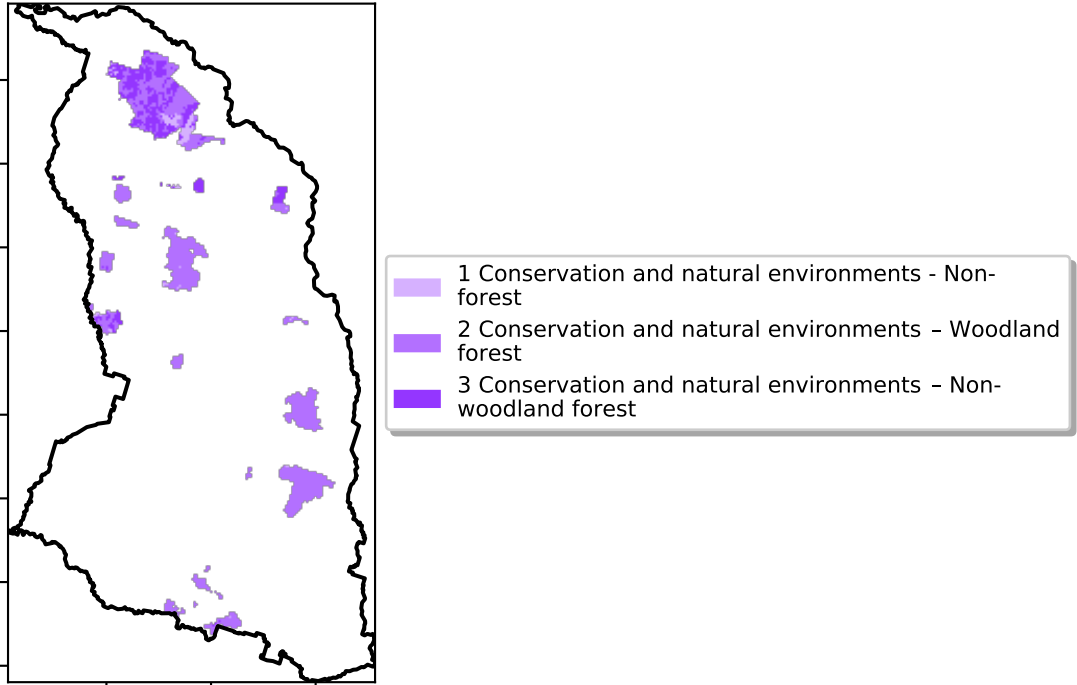 1 Conservation and natural environments - Non-
forest
2 Conservation and natural environments – Woodland
forest
3 Conservation and natural environments – Non-
woodland forest